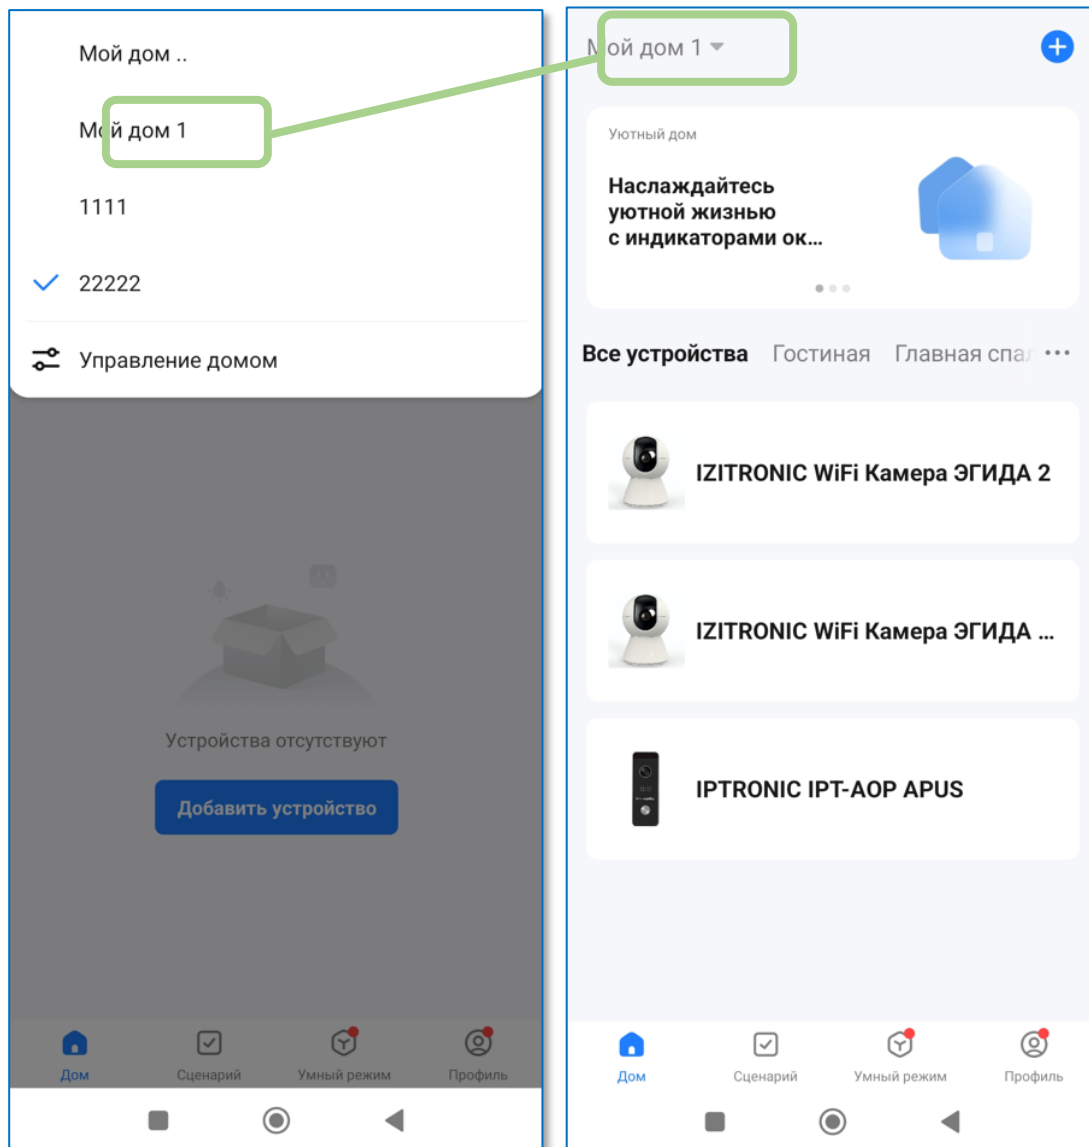 Мой дом ..
Мой дом 1
1111
22222
Управление домом
Устройства отсутствуют
Добавить устройство
Дом
Сценарий
Умный режим
Профиль
Мой дом 1
Уютный дом
Наслаждайтесь
уютной жизнью
с индикаторами ок...
Все устройства Гостиная Главная спал ...
IZITRONIC WiFi Камера ЭГИДА 2
IZITRONIC WiFi Камера ЭГИДА ...
IPTRONIC IPT-AOP APUS
Дом
Сценарий
Умный режим
Профиль